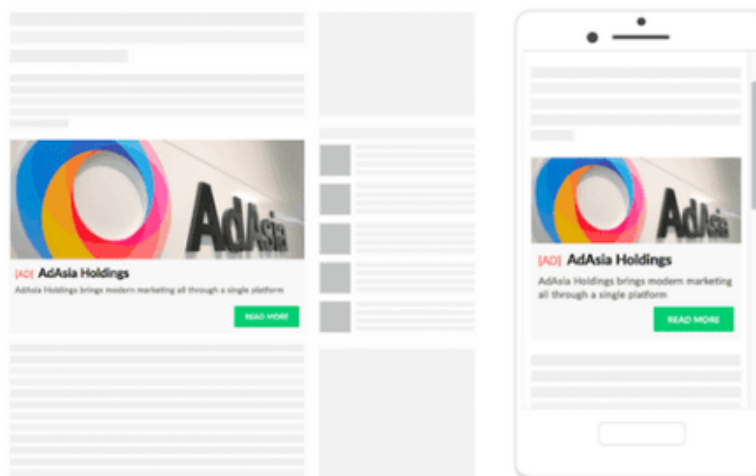 AdAsia
[AD] AdAsia Holdings
AdAsia Holdings brings modern marketing all through a single platform
READ MORE
AdAsia
[AD] AdAsia Holdings
AdAsia Holdings brings modern marketing
all through a single platform
READ MORE